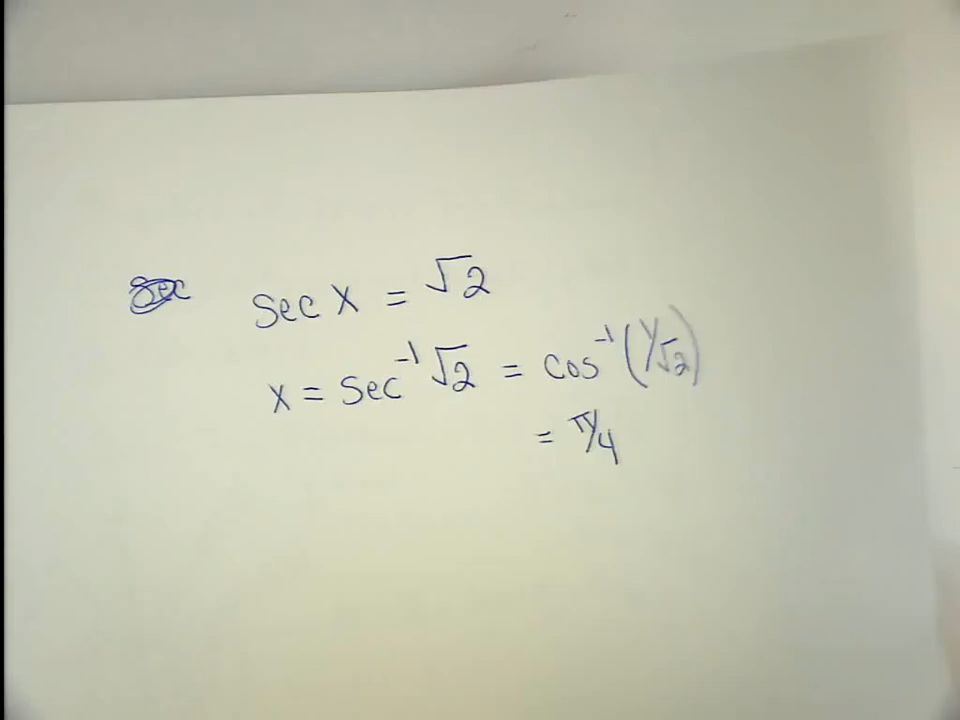 sec x = √2
x = sec⁻¹ √2 = cos⁻¹ (1/√2)
= π/4